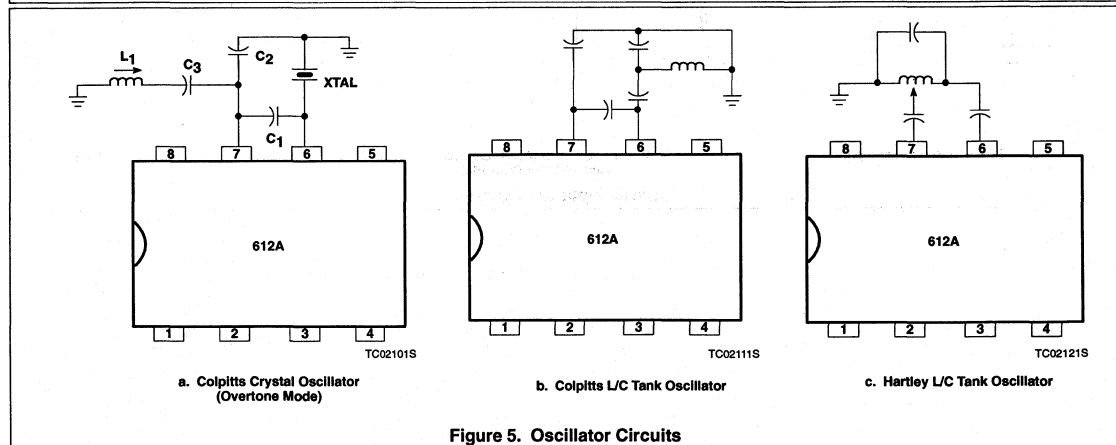 L1
C3
C2
XTAL
C1
8 7 6 5
612A
1 2 3 4
TC02101S
a. Colpitts Crystal Oscillator
(Overtone Mode)
8 7 6 5
612A
1 2 3 4
TC02111S
b. Colpitts L/C Tank Oscillator
8 7 6 5
612A
1 2 3 4
TC02121S
c. Hartley L/C Tank Oscillator
Figure 5. Oscillator Circuits